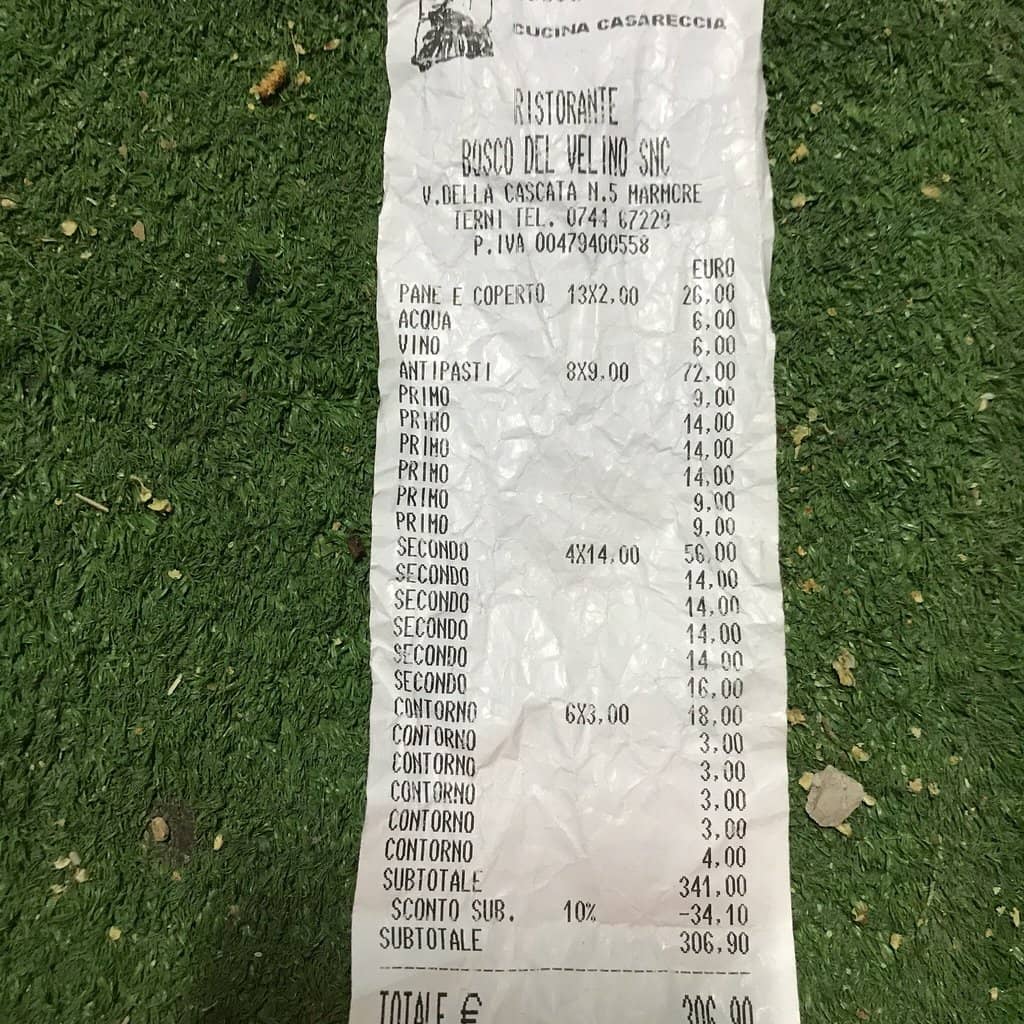 CUCINA CASARECCIA
RISTORANTE
BOSCO DEL VELINO SNC
V.DELLA CASCATA N.5 MARMORE
TERNI TEL. 0744 67229
P.IVA 00479400558
EURO
PANE E COPERTO 13X2,00 26,00
ACQUA 6,00
VINO 6,00
ANTIPASTI 8X9,00 72,00
PRIMO 9,00
PRIMO 14,00
PRIMO 14,00
PRIMO 14,00
PRIMO 9,00
PRIMO 9,00
SECONDO 4X14,00 56,00
SECONDO 14,00
SECONDO 14,00
SECONDO 14,00
SECONDO 14,00
SECONDO 16,00
CONTORNO 6X3,00 18,00
CONTORNO 3,00
CONTORNO 3,00
CONTORNO 3,00
CONTORNO 3,00
CONTORNO 4,00
SUBTOTALE 341,00
SCONTO SUB. 10% -34,10
SUBTOTALE 306,90
TOTALE € 306,90